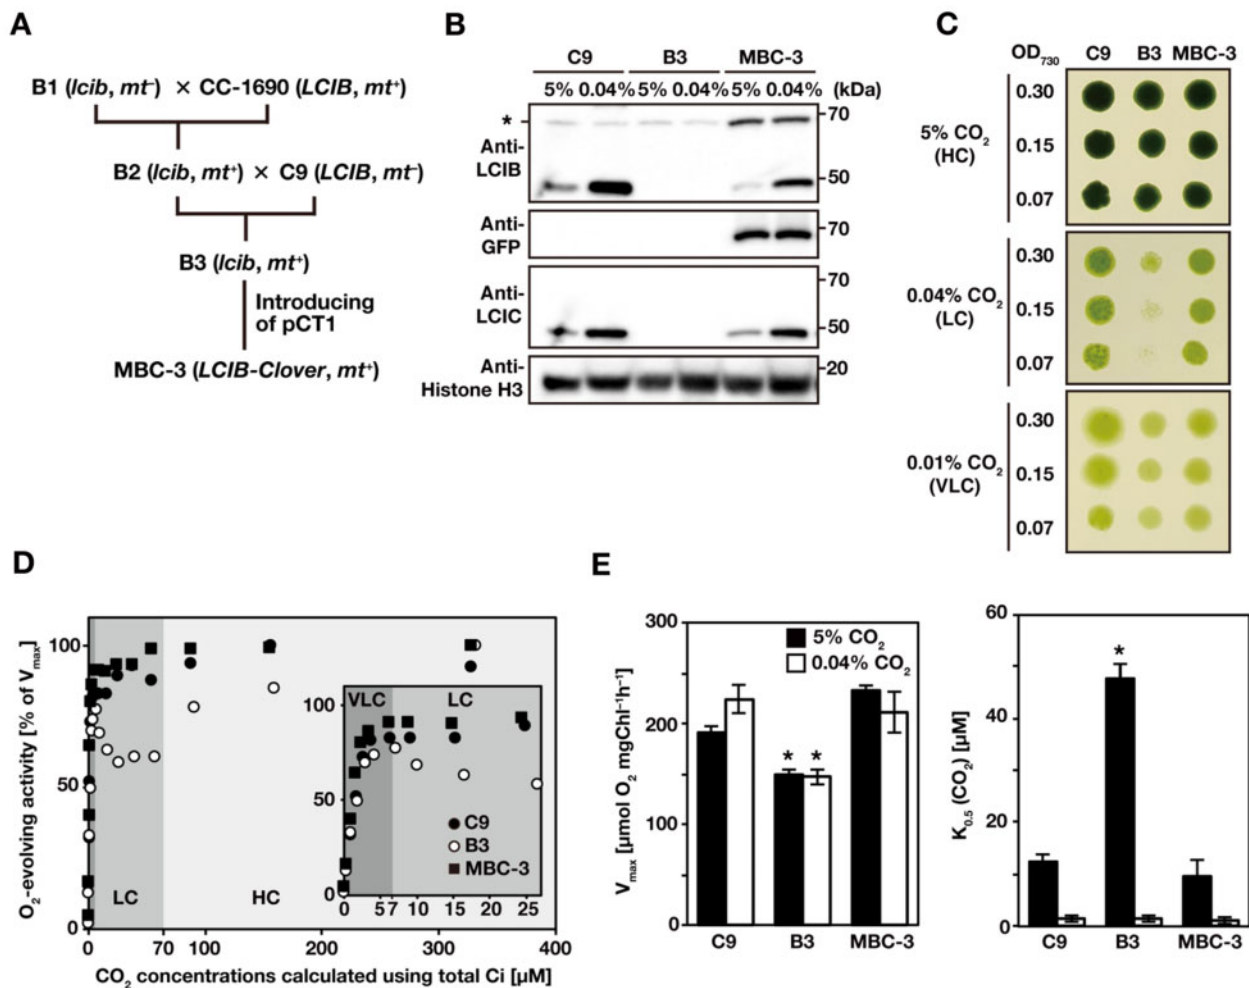 A
B1 (lcib, mt⁻) × CC-1690 (LCIB, mt⁺)
B2 (lcib, mt⁺) × C9 (LCIB, mt⁻)
B3 (lcib, mt⁺)
Introducing
of pCT1
MBC-3 (LCIB-Clover, mt⁺)
B
C9 B3 MBC-3
5% 0.04% 5% 0.04% 5% 0.04% (kDa)
*
Anti-
LCIB
70
50
Anti-
GFP
70
Anti-
LCIC
70
50
Anti-
Histone H3
20
C
OD₇₃₀ C9 B3 MBC-3
5% CO₂
(HC)
0.30
0.15
0.07
0.04% CO₂
(LC)
0.30
0.15
0.07
0.01% CO₂
(VLC)
0.30
0.15
0.07
D
O₂-evolving activity [% of Vₘₐₓ]
100
50
0
LC HC
0 70 100 200 300 400
CO₂ concentrations calculated using total Ci [µM]
VLC LC
100
50
0
C9
B3
MBC-3
0 5 7 10 15 20 25
E
Vₘₐₓ [µmol O₂ mgChl⁻¹h⁻¹]
300
200
100
0
5% CO₂
0.04% CO₂
* *
C9 B3 MBC-3
K₀.₅ (CO₂) [µM]
60
40
20
0
*
C9 B3 MBC-3